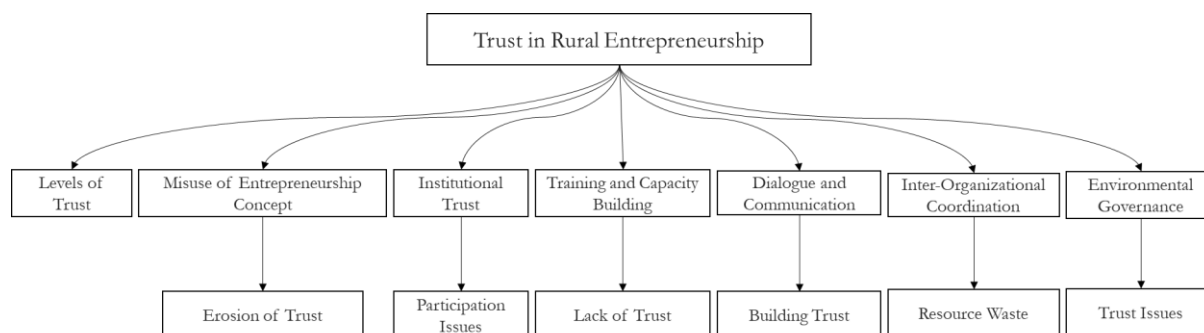 Trust in Rural Entrepreneurship
Levels of
Trust
Misuse of Entrepreneurship
Concept
Institutional
Trust
Training and Capacity
Building
Dialogue and
Communication
Inter-Organizational
Coordination
Environmental
Governance
Erosion of Trust
Participation
Issues
Lack of Trust
Building Trust
Resource Waste
Trust Issues